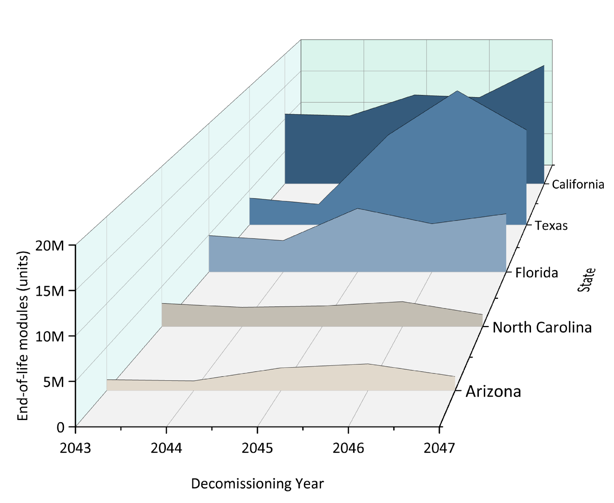 20M
15M
10M
5M
0
End-of-life modules (units)
2043
2044
2045
2046
2047
Decomissioning Year
California
Texas
Florida
North Carolina
Arizona
State